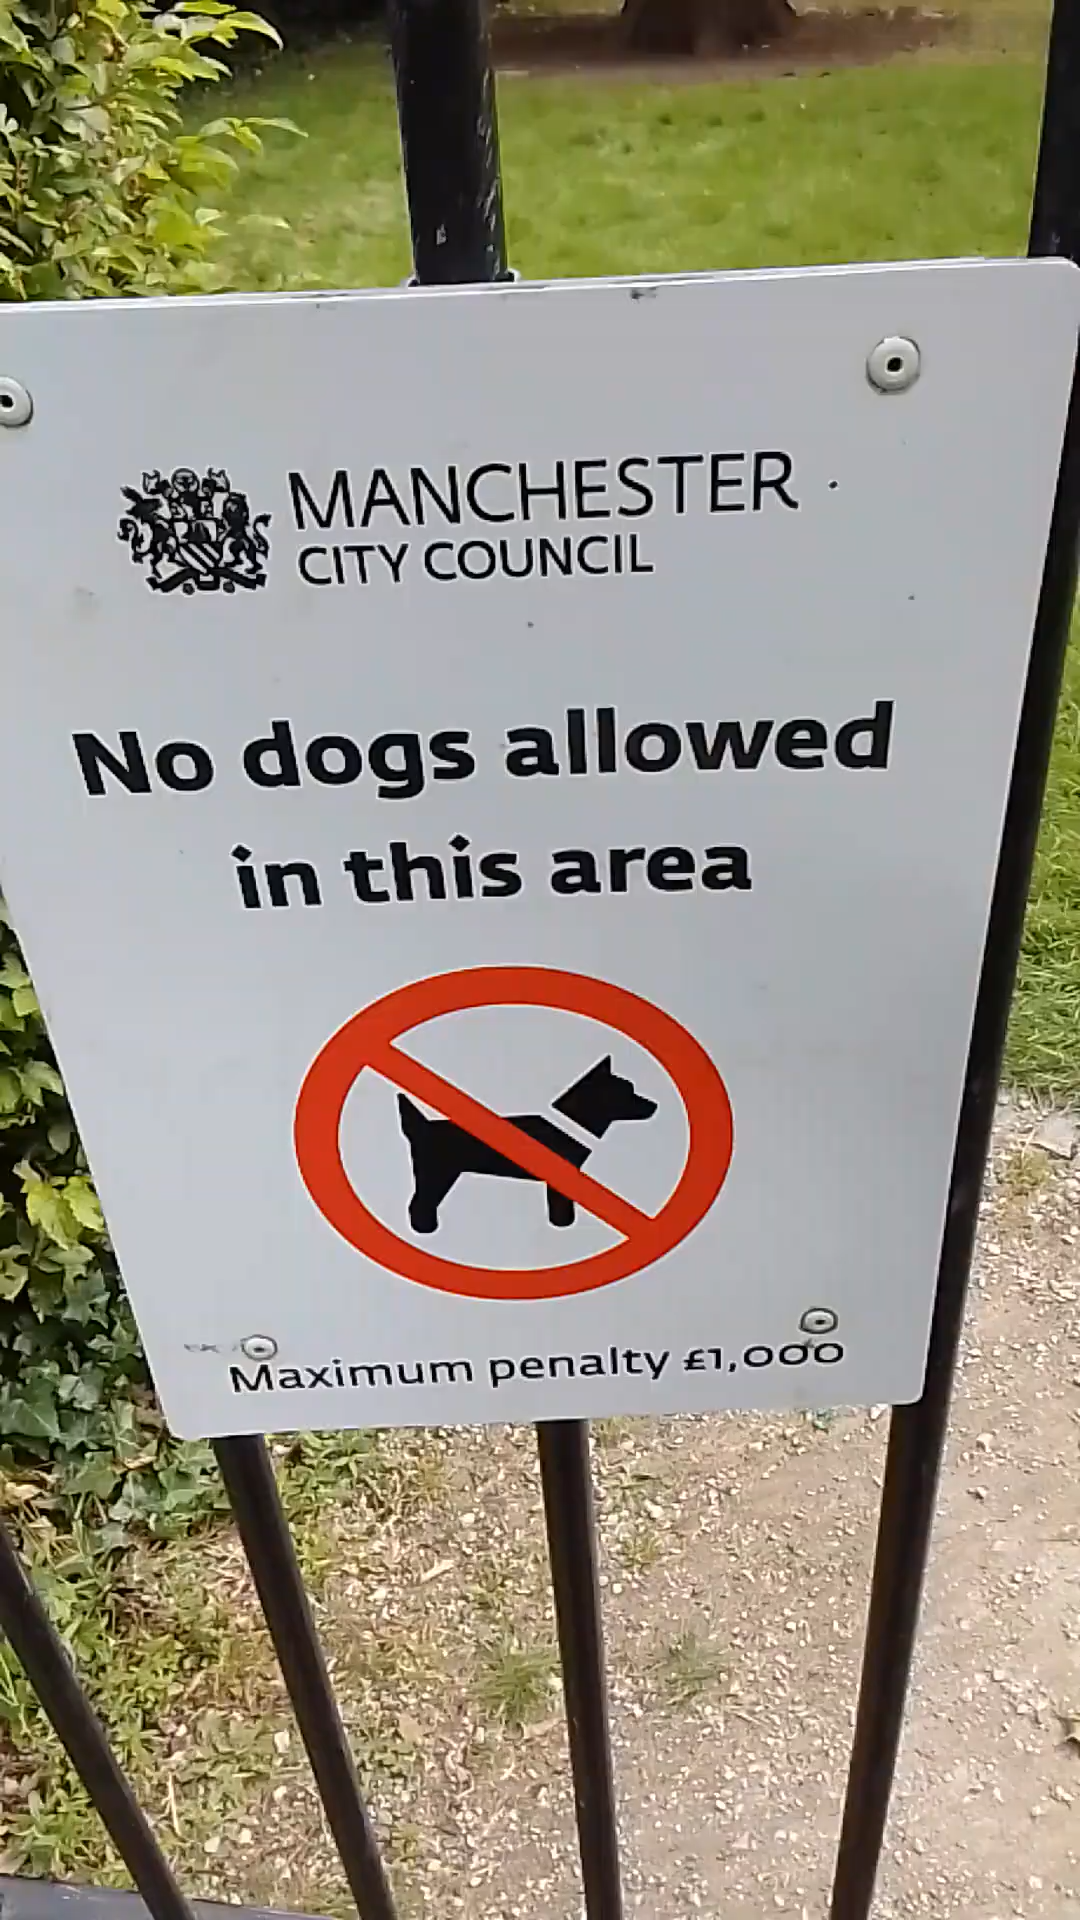 MANCHESTER
CITY COUNCIL
No dogs allowed
in this area
Maximum penalty £1,000